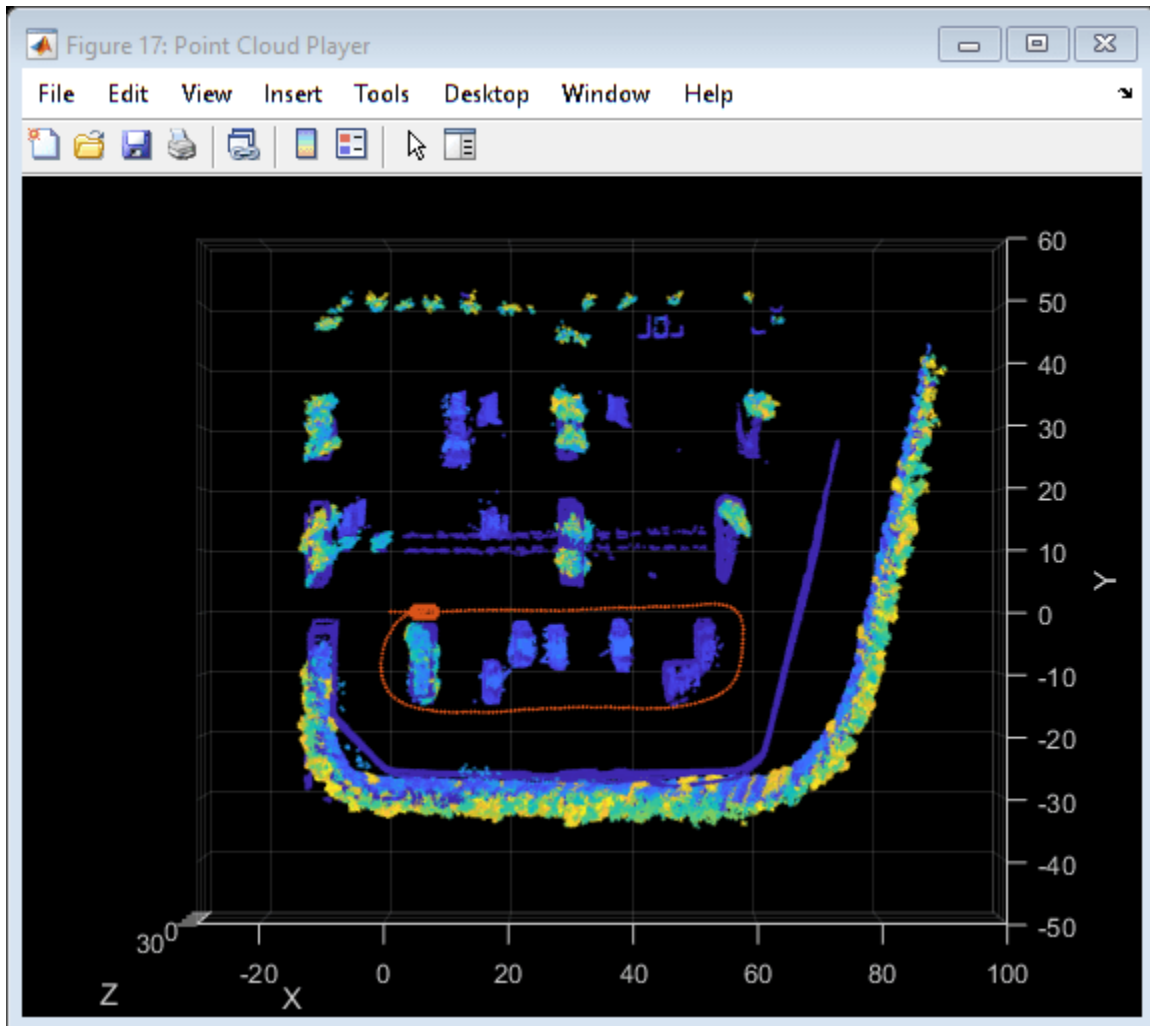 Figure 17: Point Cloud Player
File Edit View Insert Tools Desktop Window Help
60
50
40
30
20
10
0
-10
-20
-30
-40
-50
Y
30 0
-20 0 20 40 60 80 100
Z
X